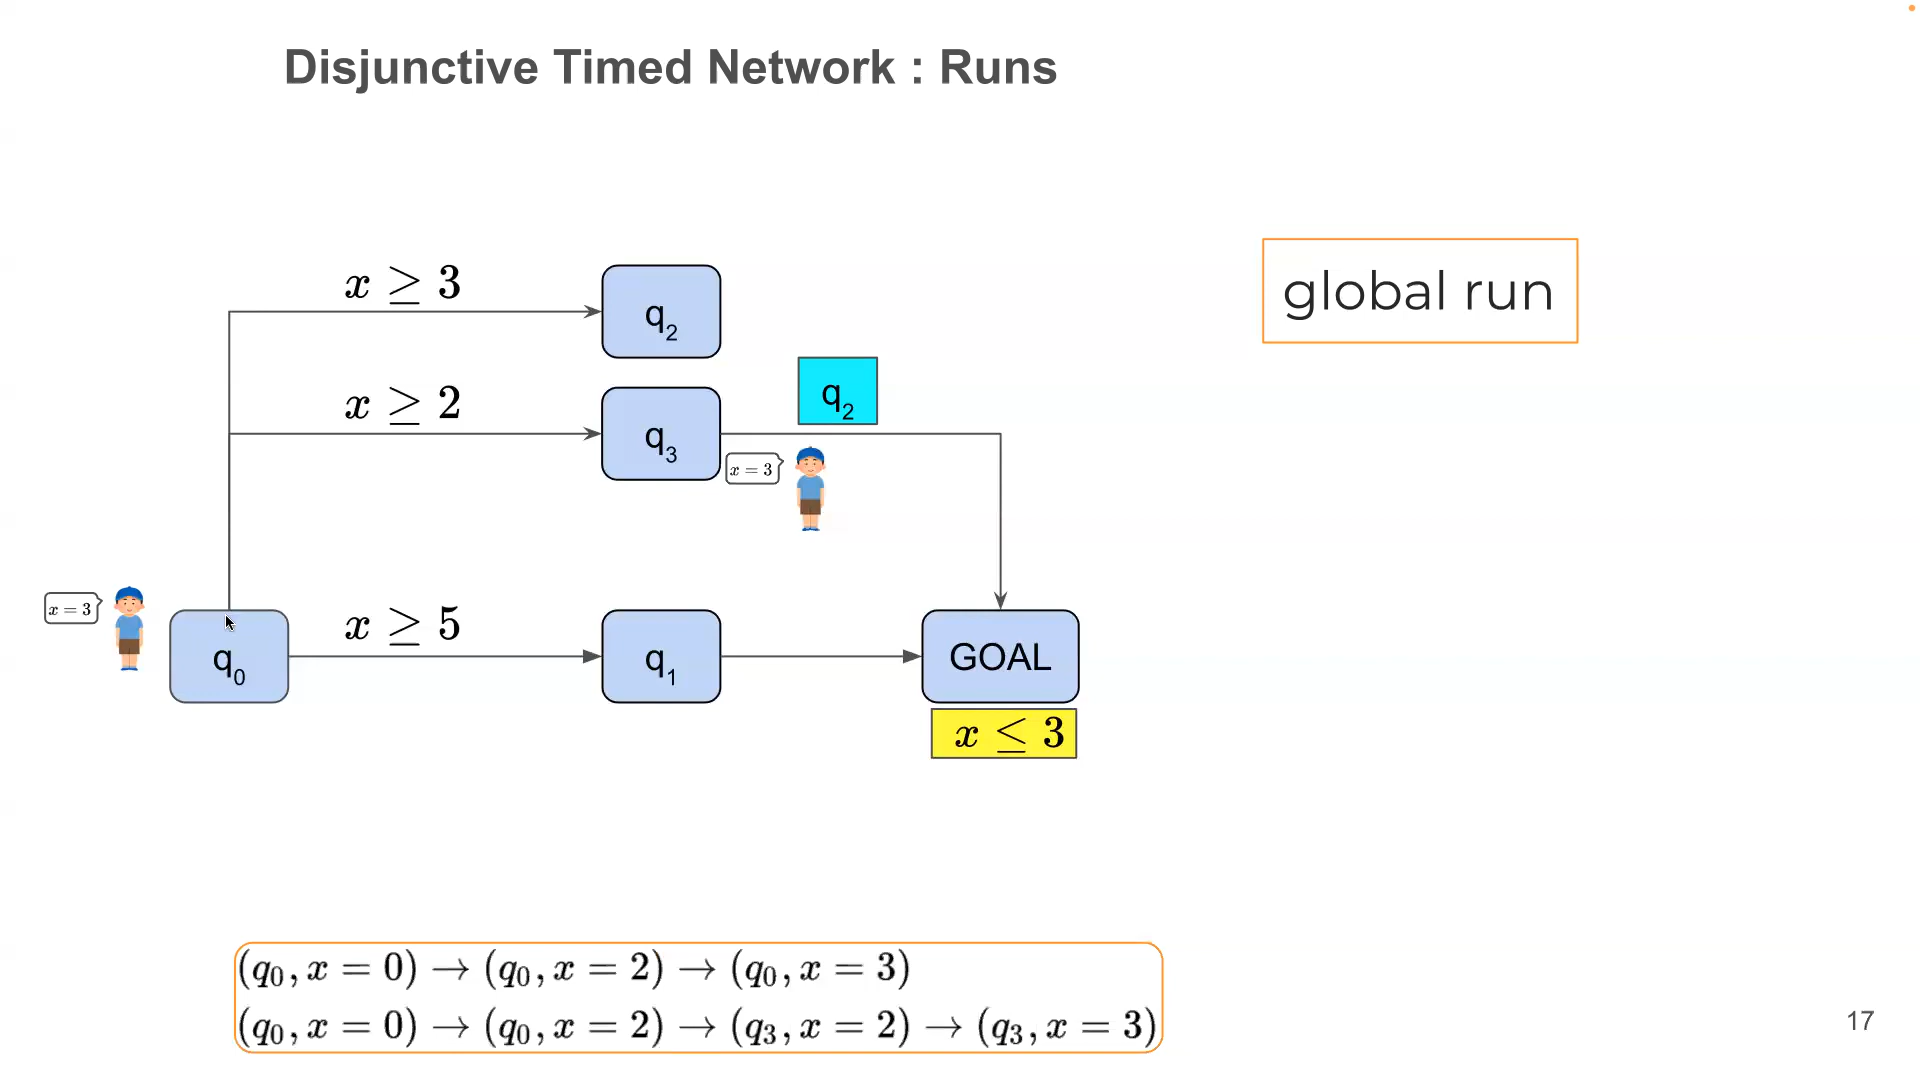 Disjunctive Timed Network : Runs
x ≥ 3
q₂
global run
x ≥ 2
q₃
q₂
x = 3
x = 3
q₀
x ≥ 5
q₁
GOAL
x ≤ 3
(q₀, x = 0) → (q₀, x = 2) → (q₀, x = 3)
(q₀, x = 0) → (q₀, x = 2) → (q₃, x = 2) → (q₃, x = 3)
17